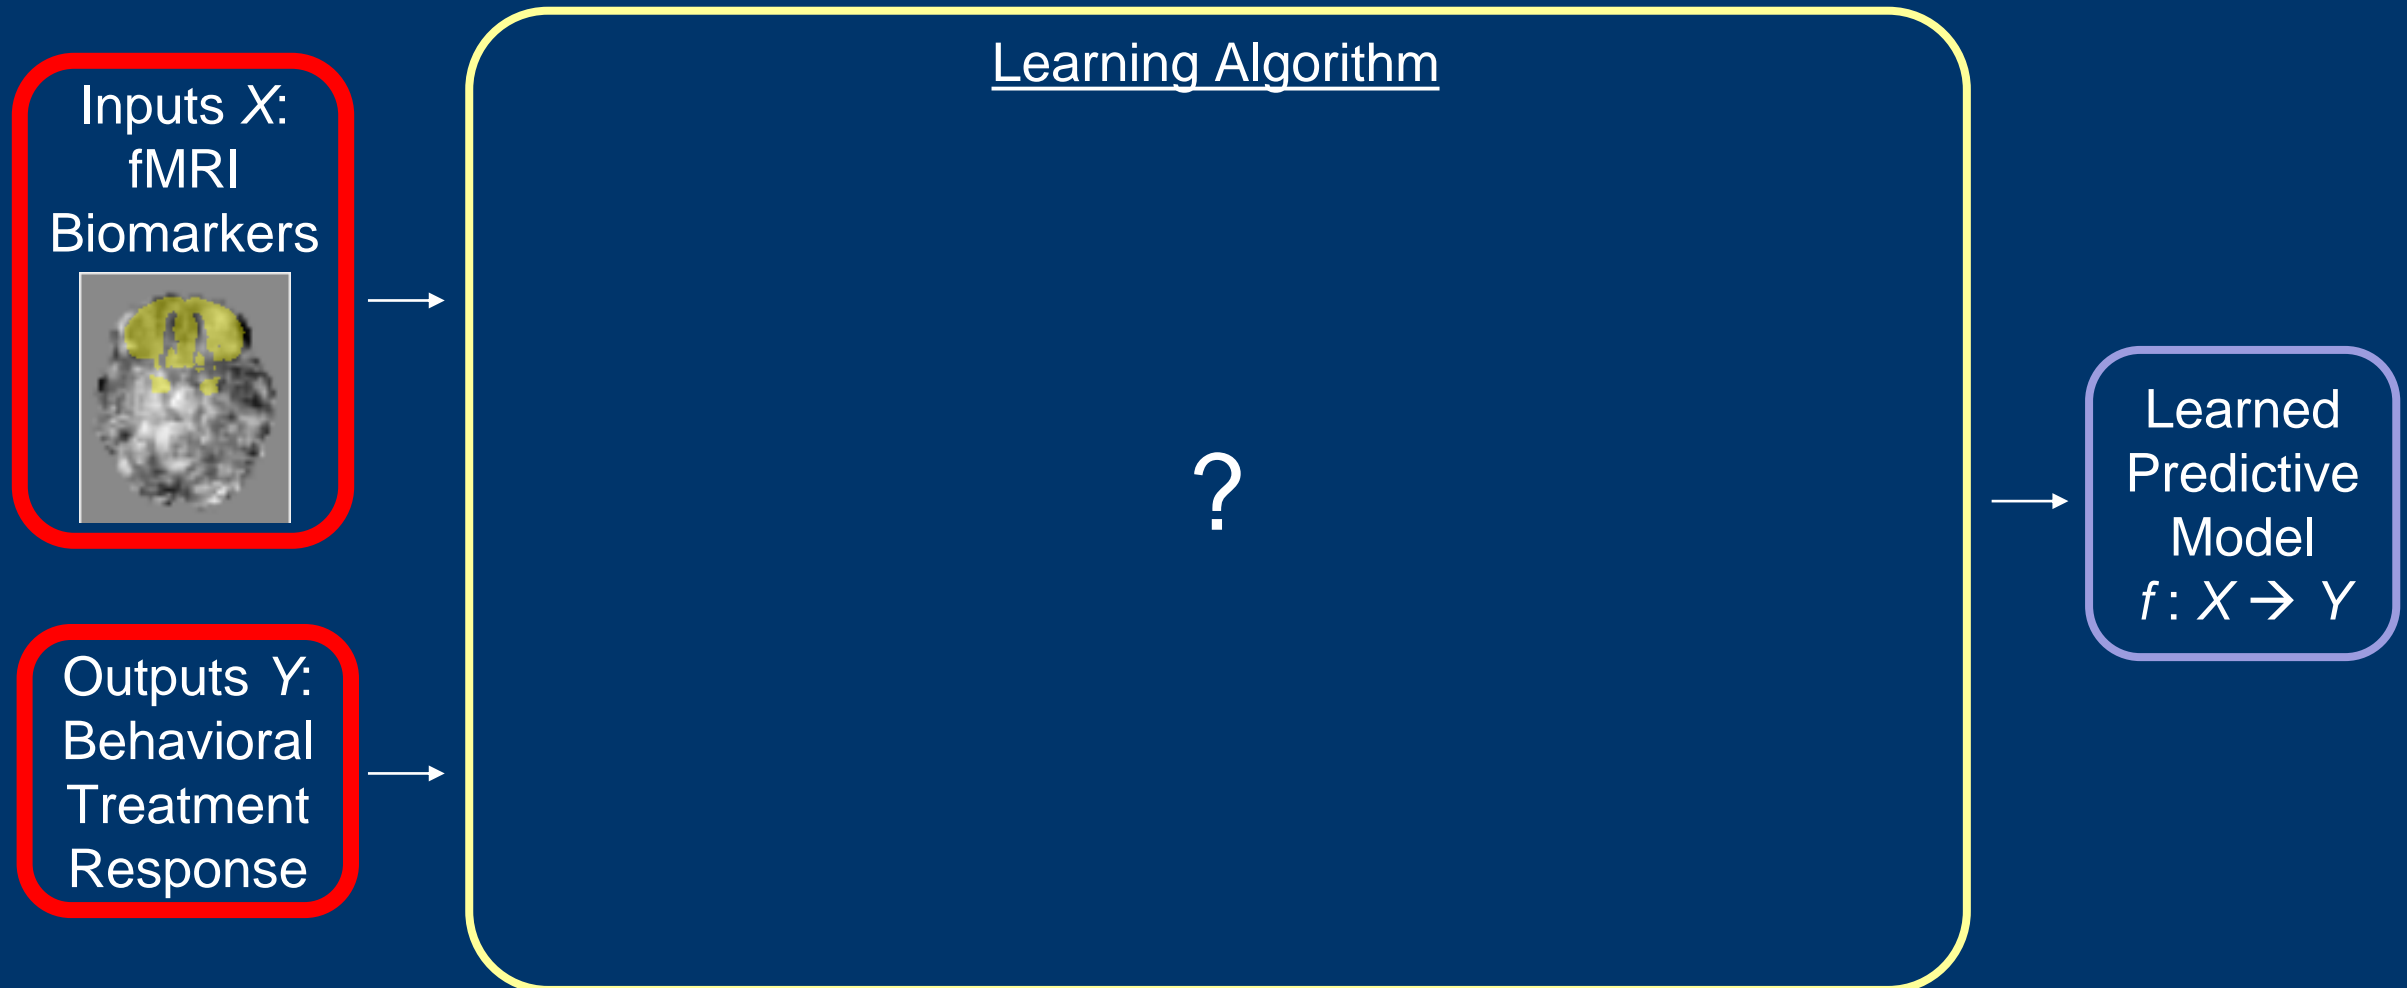 Learning Algorithm
Inputs X:
fMRI
Biomarkers
?
Outputs Y:
Behavioral
Treatment
Response
Learned
Predictive
Model
f : X → Y